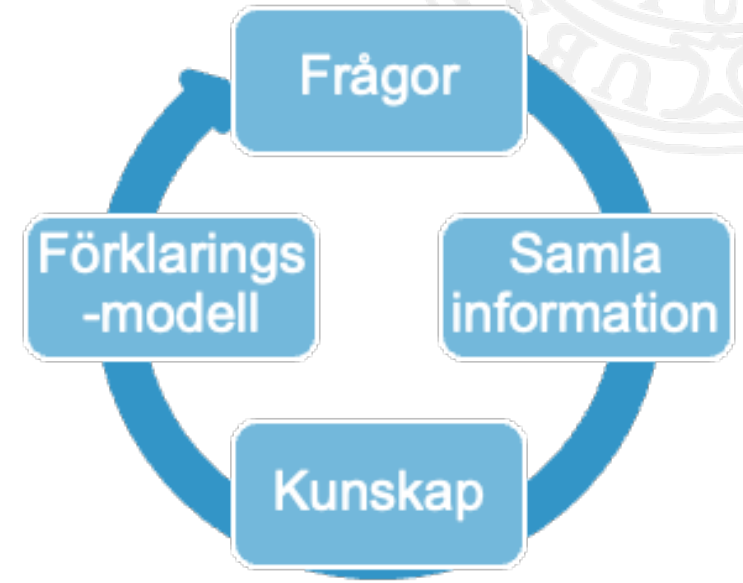 Frågor
Samla
information
Kunskap
Förklarings
-modell